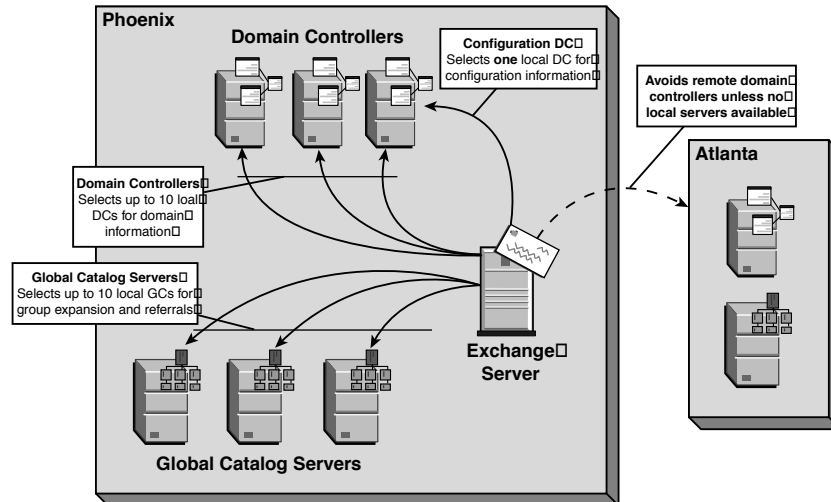 Phoenix
Domain Controllers
Configuration DC□
Selects one local DC for□
configuration information□
Avoids remote domain□
controllers unless no□
local servers available□
Atlanta
Domain Controllers□
Selects up to 10 loal□
DCs for domain□
information□
Global Catalog Servers□
Selects up to 10 local GCs for□
group expansion and referrals□
Exchange□
Server
Global Catalog Servers